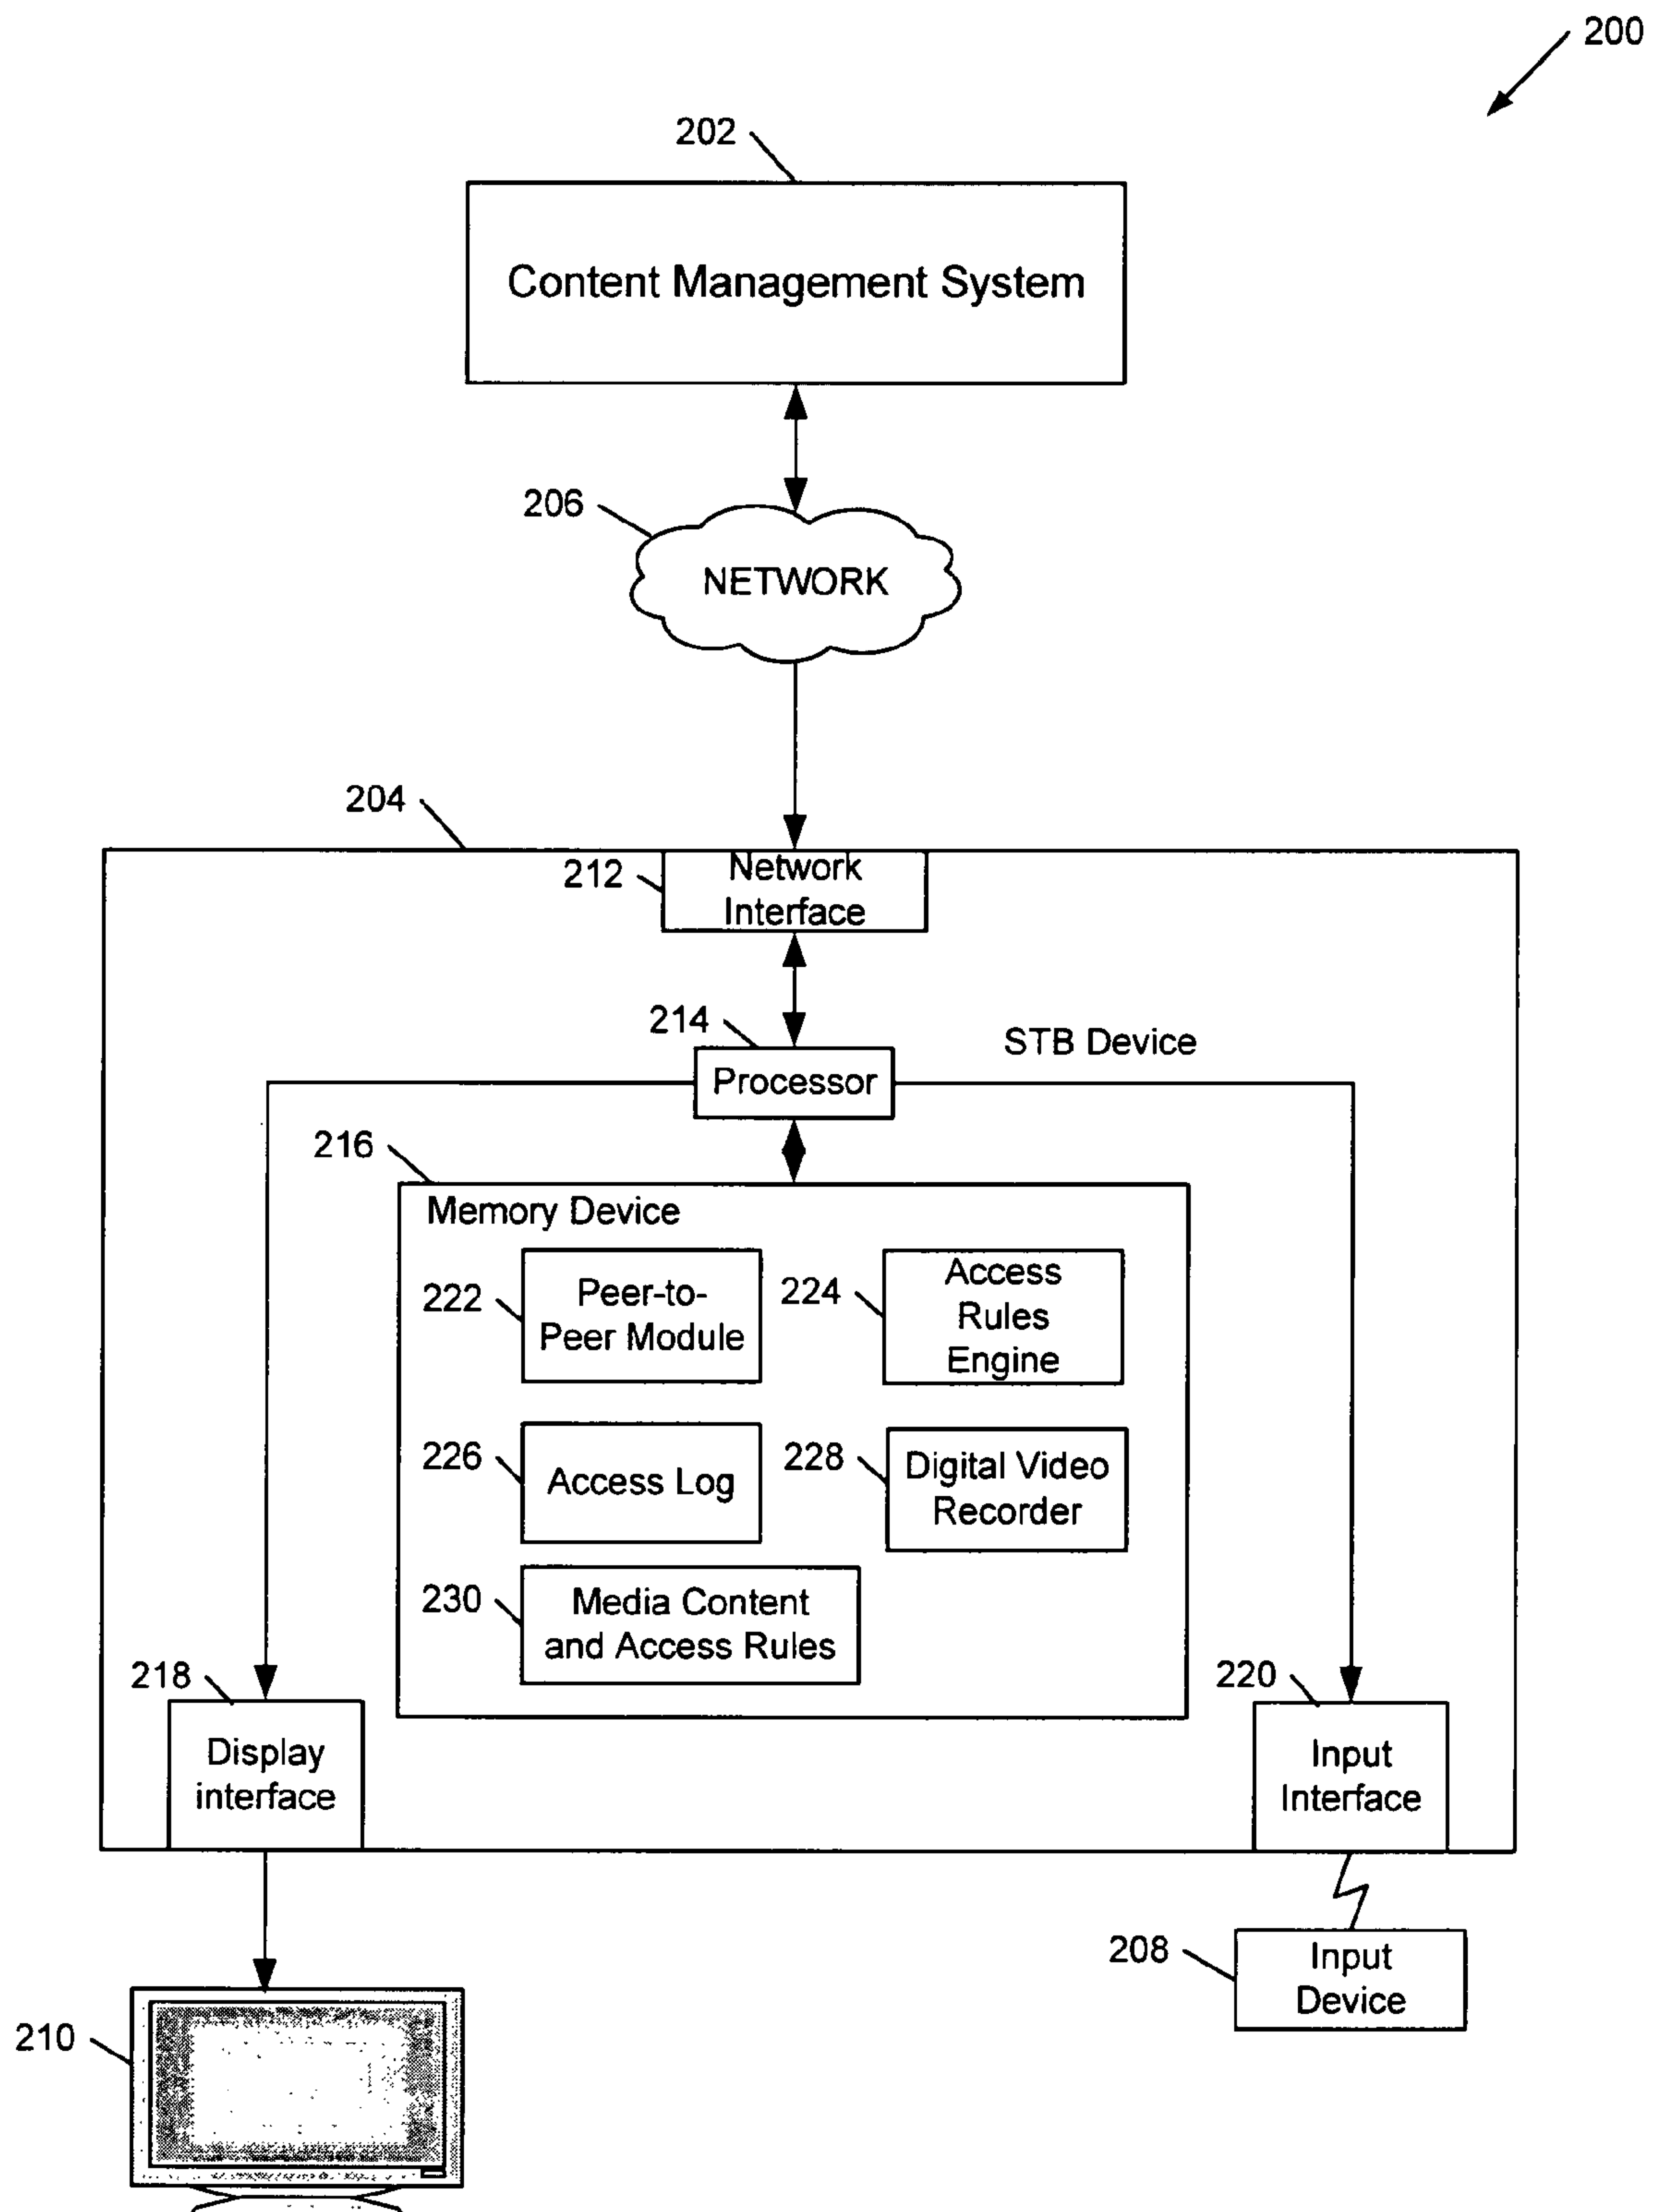 200
202
Content Management System
206
NETWORK
204
212
Network
Interface
214
Processor
STB Device
216
Memory Device
222
Peer-to-
Peer Module
224
Access
Rules
Engine
226
Access Log
228
Digital Video
Recorder
230
Media Content
and Access Rules
218
Display
interface
220
Input
Interface
208
Input
Device
210